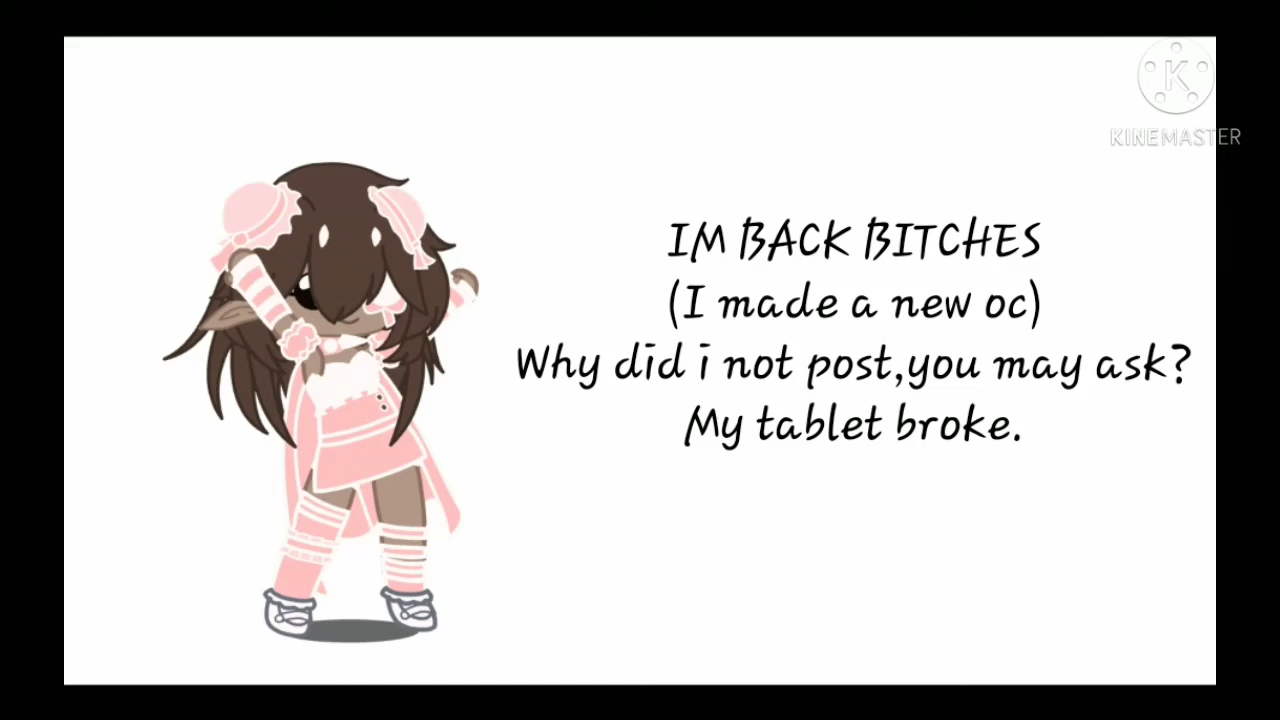 K
KINEMASTER
IM BACK BITCHES
(I made a new oc)
Why did i not post,you may ask?
My tablet broke.